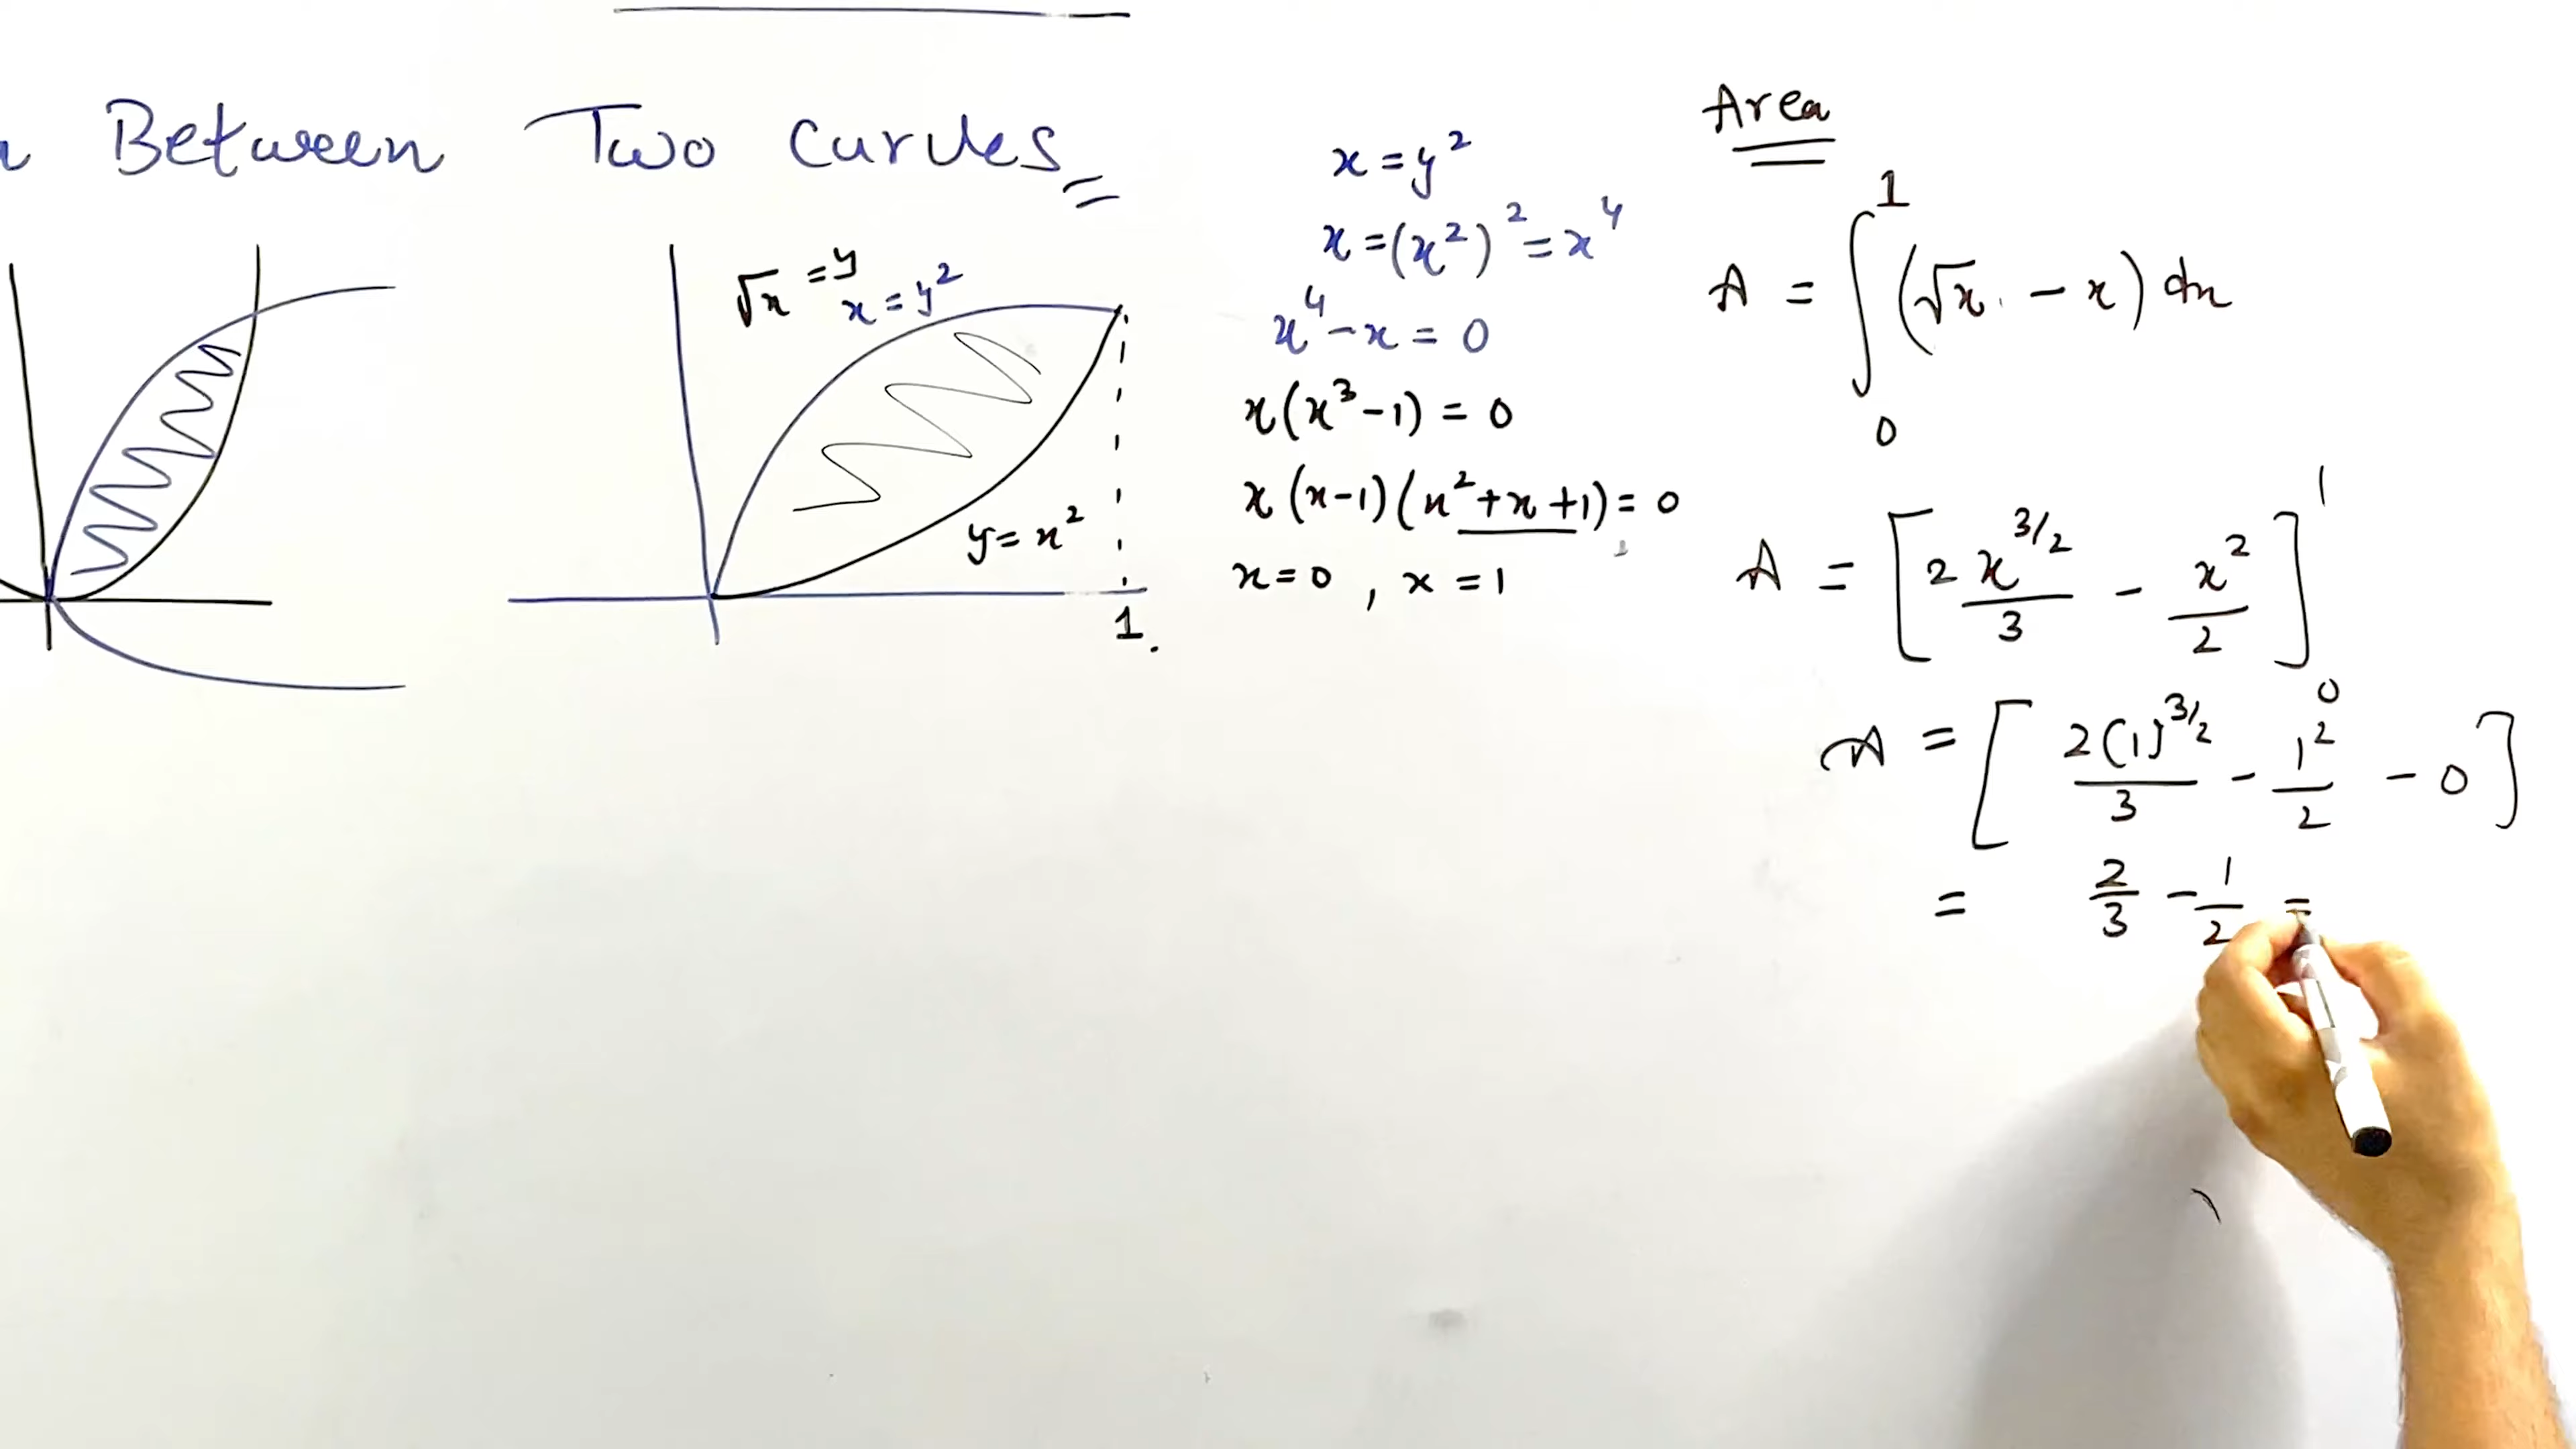 Between Two Curves
√x = y
x = y²
y = x²
1.
x = y²
x = (x²)² = x⁴
x⁴ - x = 0
x(x³-1) = 0
x(x-1)(x²+x+1) = 0
x=0, x=1
Area
A = ∫₀¹ (√x - x) dx
A = [2x^(3/2)/3 - x²/2]₀¹
A = [2(1)^(3/2)/3 - 1²/2 - 0]
= 2/3 - 1/2 =